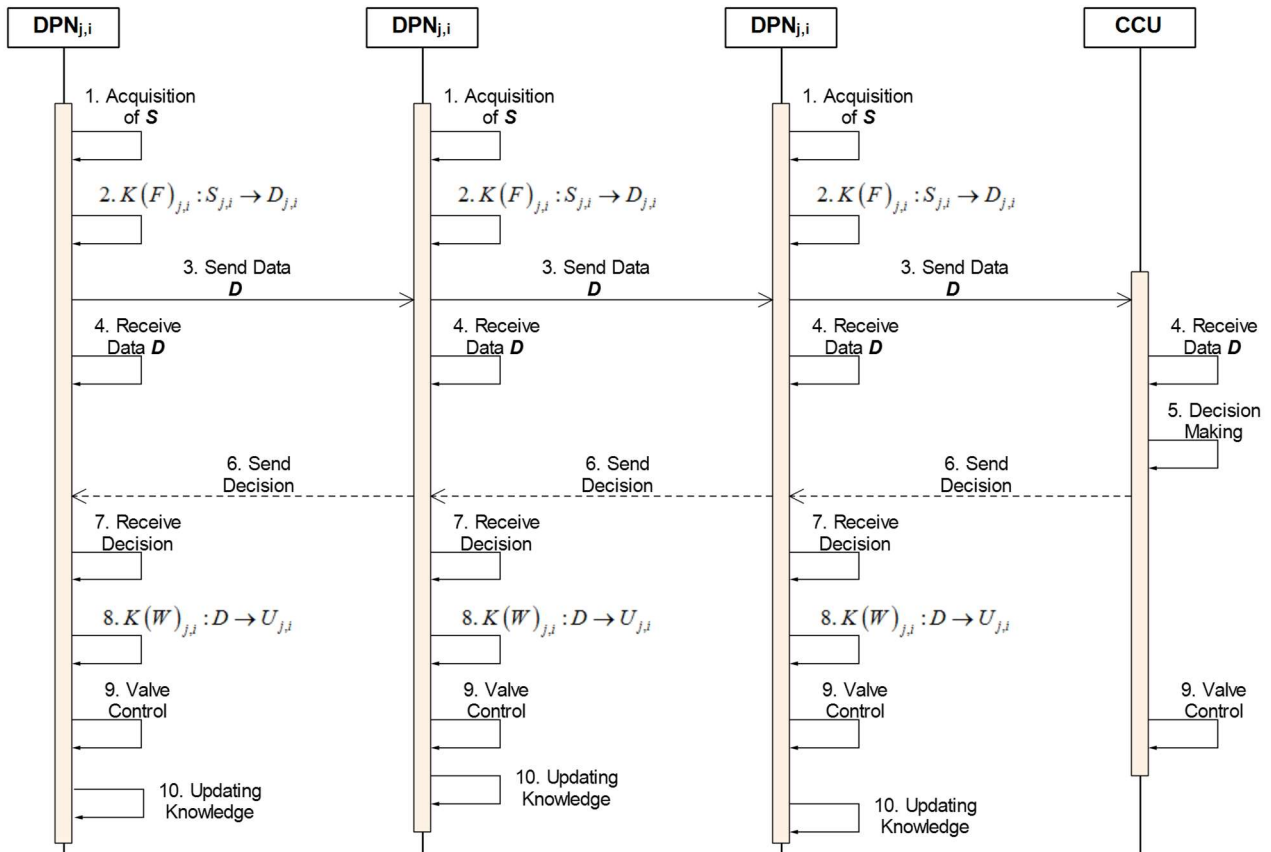 DPNj,i
DPNj,i
DPNj,i
CCU
1. Acquisition
of S
1. Acquisition
of S
1. Acquisition
of S
2. K(F)j,i : Sj,i → Dj,i
2. K(F)j,i : Sj,i → Dj,i
2. K(F)j,i : Sj,i → Dj,i
3. Send Data
D
3. Send Data
D
3. Send Data
D
4. Receive
Data D
4. Receive
Data D
4. Receive
Data D
4. Receive
Data D
5. Decision
Making
6. Send
Decision
6. Send
Decision
6. Send
Decision
7. Receive
Decision
7. Receive
Decision
7. Receive
Decision
8. K(W)j,i : D → Uj,i
8. K(W)j,i : D → Uj,i
8. K(W)j,i : D → Uj,i
9. Valve
Control
9. Valve
Control
9. Valve
Control
9. Valve
Control
10. Updating
Knowledge
10. Updating
Knowledge
10. Updating
Knowledge